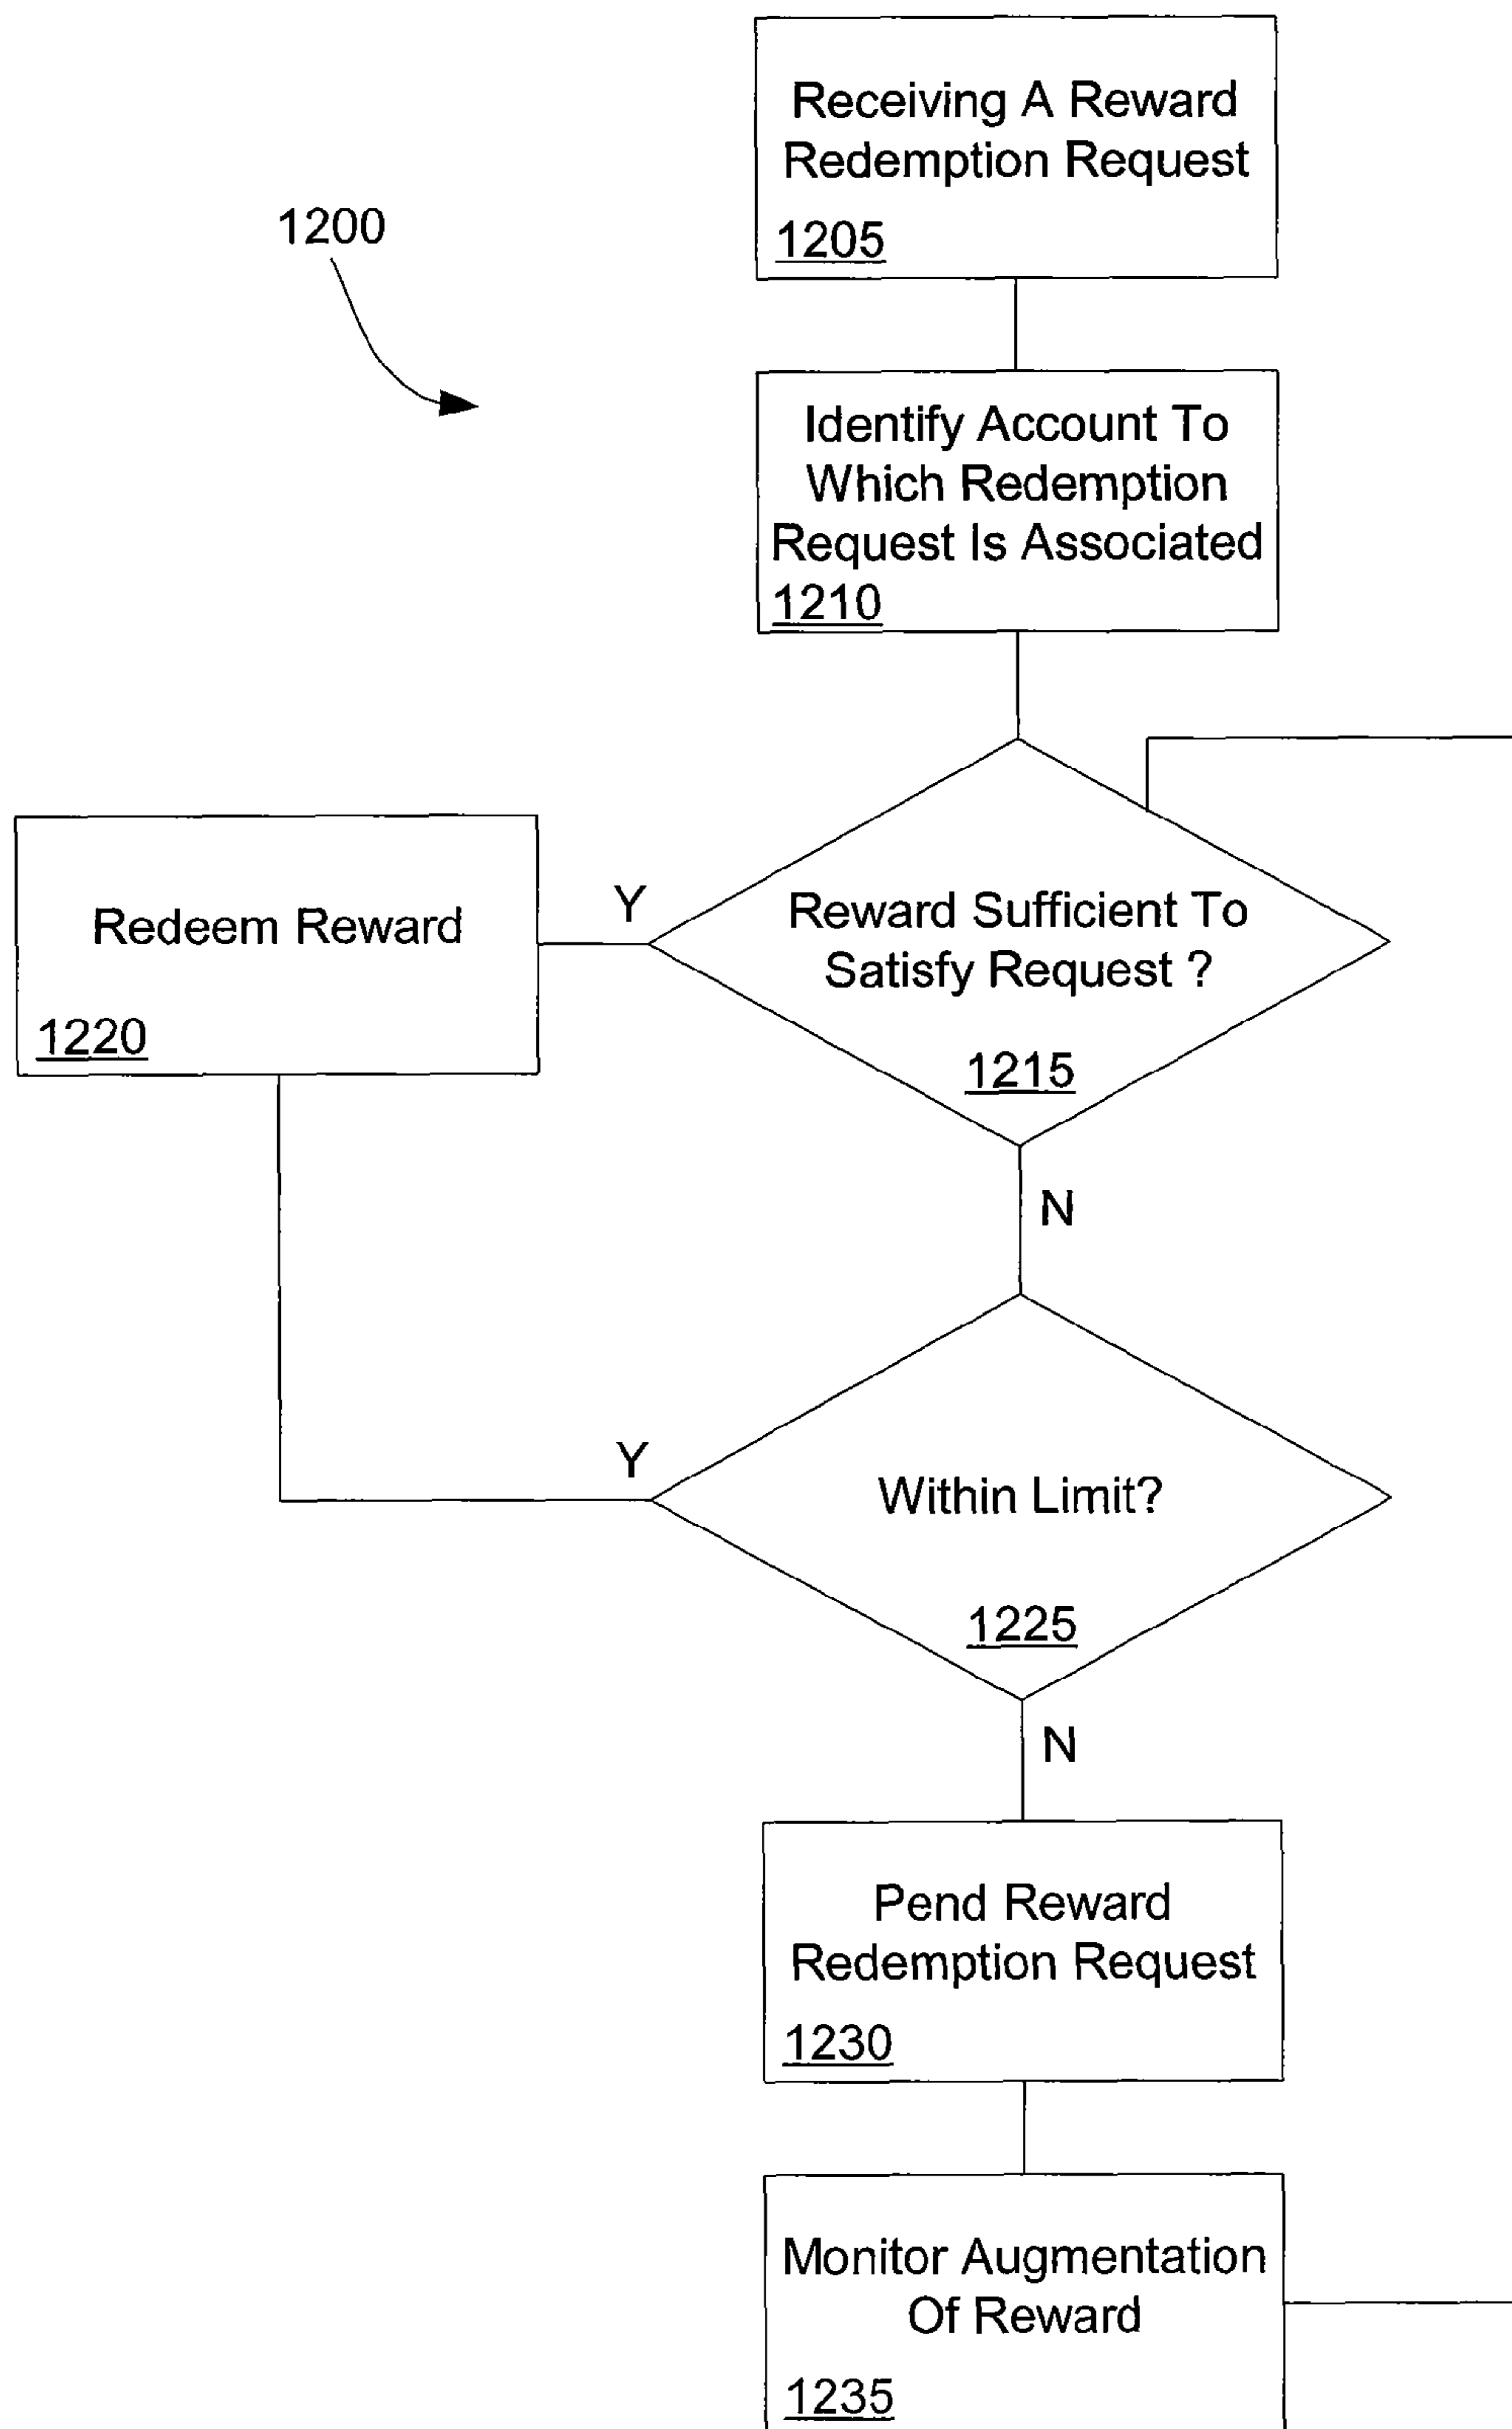 Receiving A Reward
Redemption Request
1205
1200
Identify Account To
Which Redemption
Request Is Associated
1210
Redeem Reward
1220
Y
Reward Sufficient To
Satisfy Request ?
1215
N
Y
Within Limit?
1225
N
Pend Reward
Redemption Request
1230
Monitor Augmentation
Of Reward
1235